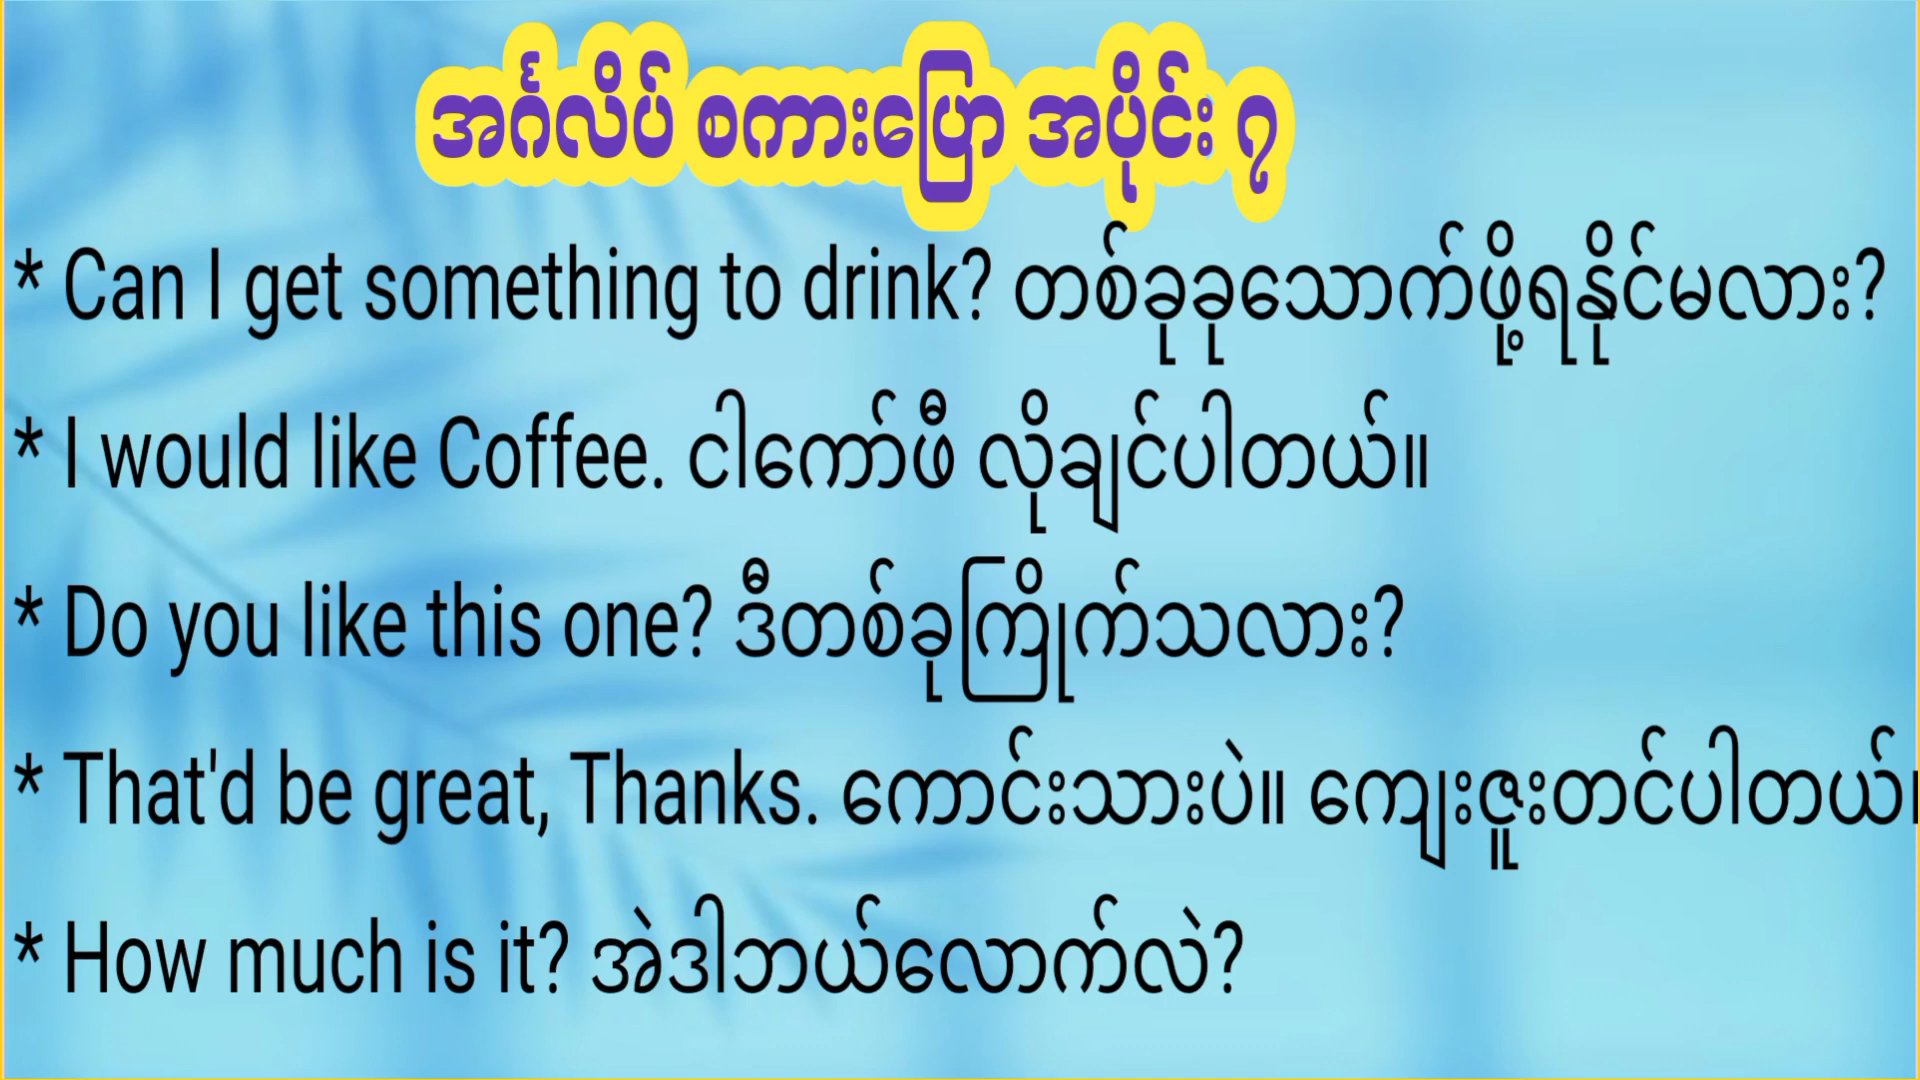 အင်္ဂလိပ် စကားပြော အပိုင်း ၇
* Can I get something to drink? တစ်ခုခုသောက်ဖို့ရနိုင်မလား?
* I would like Coffee. ငါကော်ဖီ လိုချင်ပါတယ်။
* Do you like this one? ဒီတစ်ခုကြိုက်သလား?
* That'd be great, Thanks. ကောင်းသားပဲ။ ကျေးဇူးတင်ပါတယ်။
* How much is it? အဲဒါဘယ်လောက်လဲ?